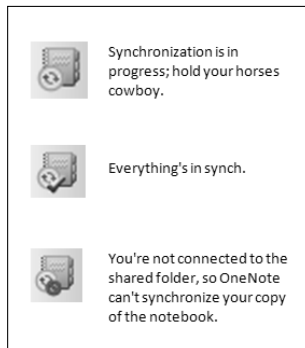 Synchronization is in
progress; hold your horses
cowboy.
Everything's in synch.
You're not connected to the
shared folder, so OneNote
can't synchronize your copy
of the notebook.